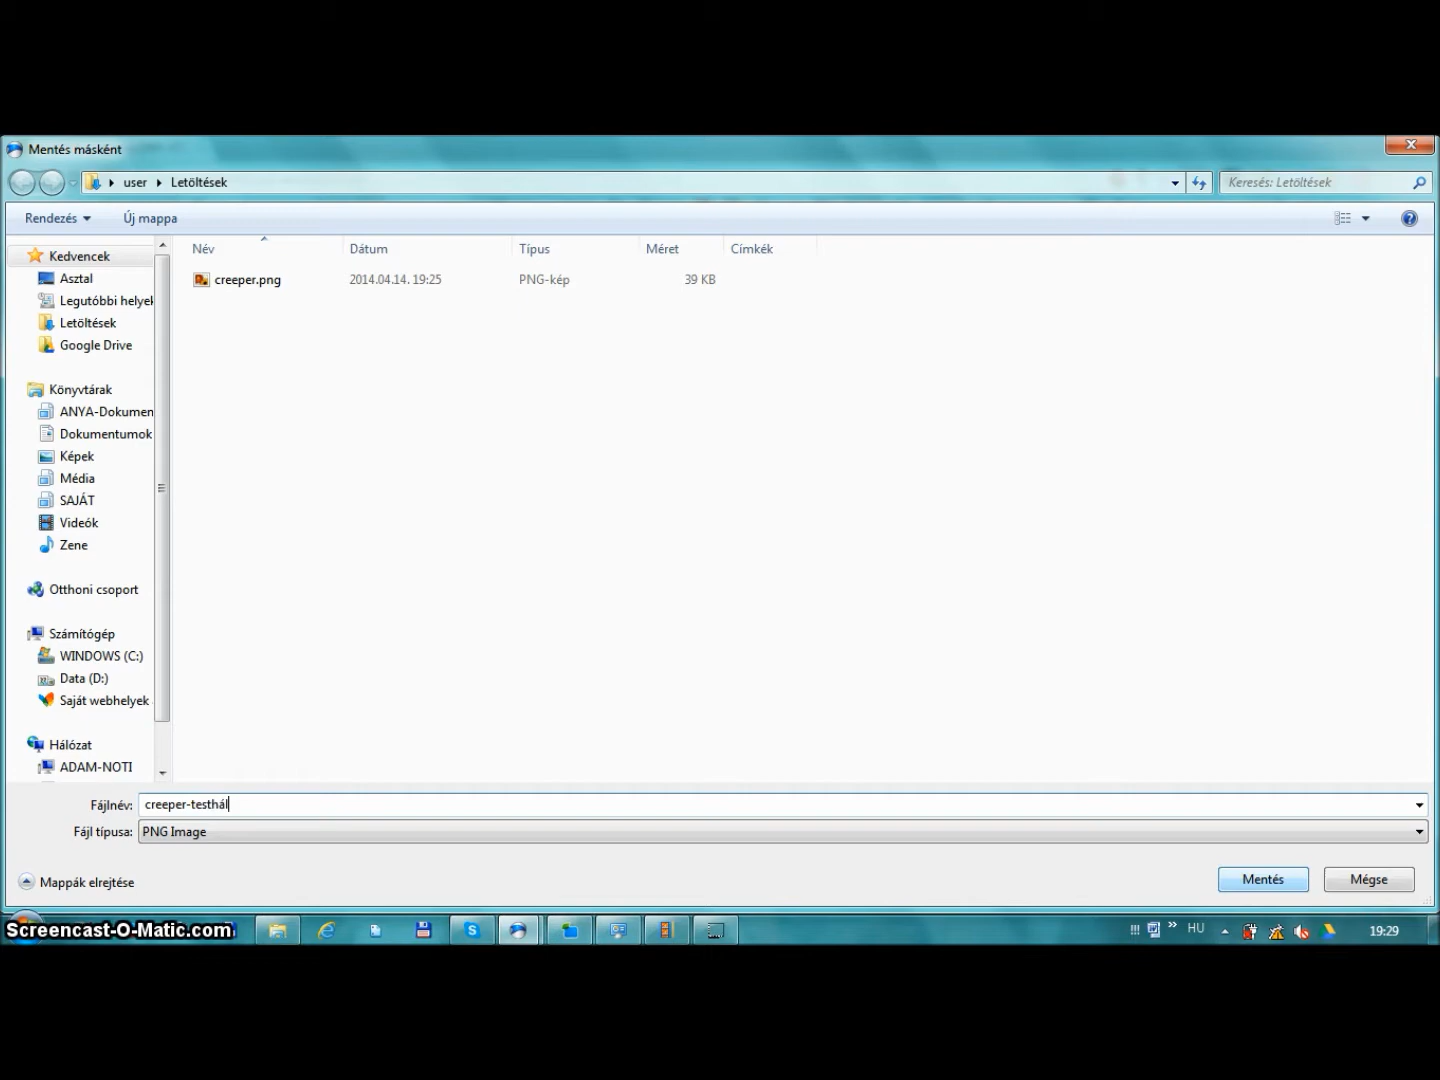 Mentés másként
user
Letöltések
Keresés: Letöltések
Rendezés
Új mappa
Név
Dátum
Típus
Méret
Címkék
creeper.png
2014.04.14. 19:25
PNG-kép
39 KB
Kedvencek
Asztal
Legutóbbi helyek
Letöltések
Google Drive
Könyvtárak
ANYA-Dokumen
Dokumentumok
Képek
Média
SAJÁT
Videók
Zene
Otthoni csoport
Számítógép
WINDOWS (C:)
Data (D:)
Saját webhelyek
Hálózat
ADAM-NOTI
Fájlnév:
creeper-testhál
Fájl típusa:
PNG Image
Mappák elrejtése
Mentés
Mégse
Screencast-O-Matic.com
HU
19:29